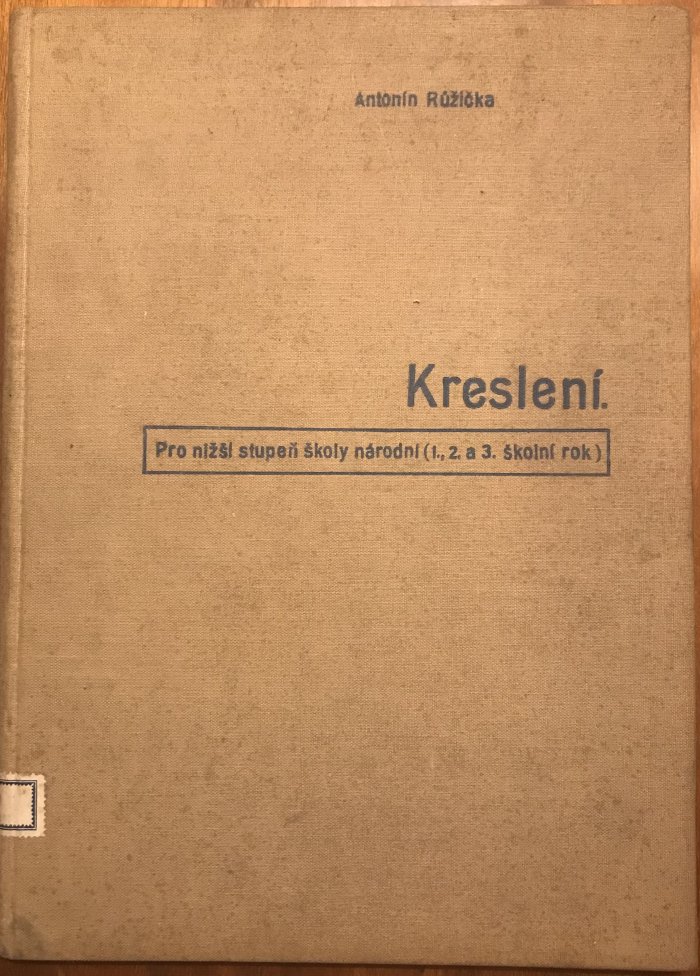 Antonín Růžička
Kreslení.
Pro nižší stupeň školy národní (1., 2. a 3. školní rok)